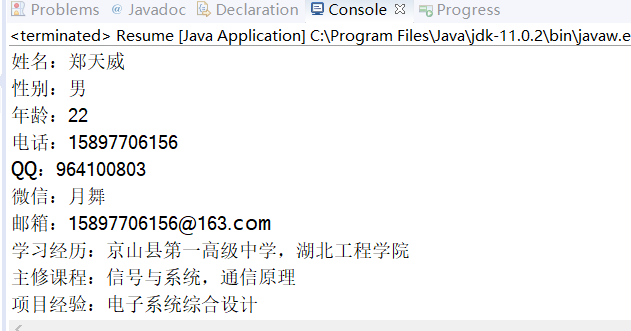 Problems @ Javadoc Declaration Console Progress
<terminated> Resume [Java Application] C:\Program Files\Java\jdk-11.0.2\bin\javaw.e
姓名：郑天威
性别：男
年龄：22
电话：15897706156
QQ：964100803
微信：月舞
邮箱：15897706156@163.com
学习经历：京山县第一高级中学，湖北工程学院
主修课程：信号与系统，通信原理
项目经验：电子系统综合设计